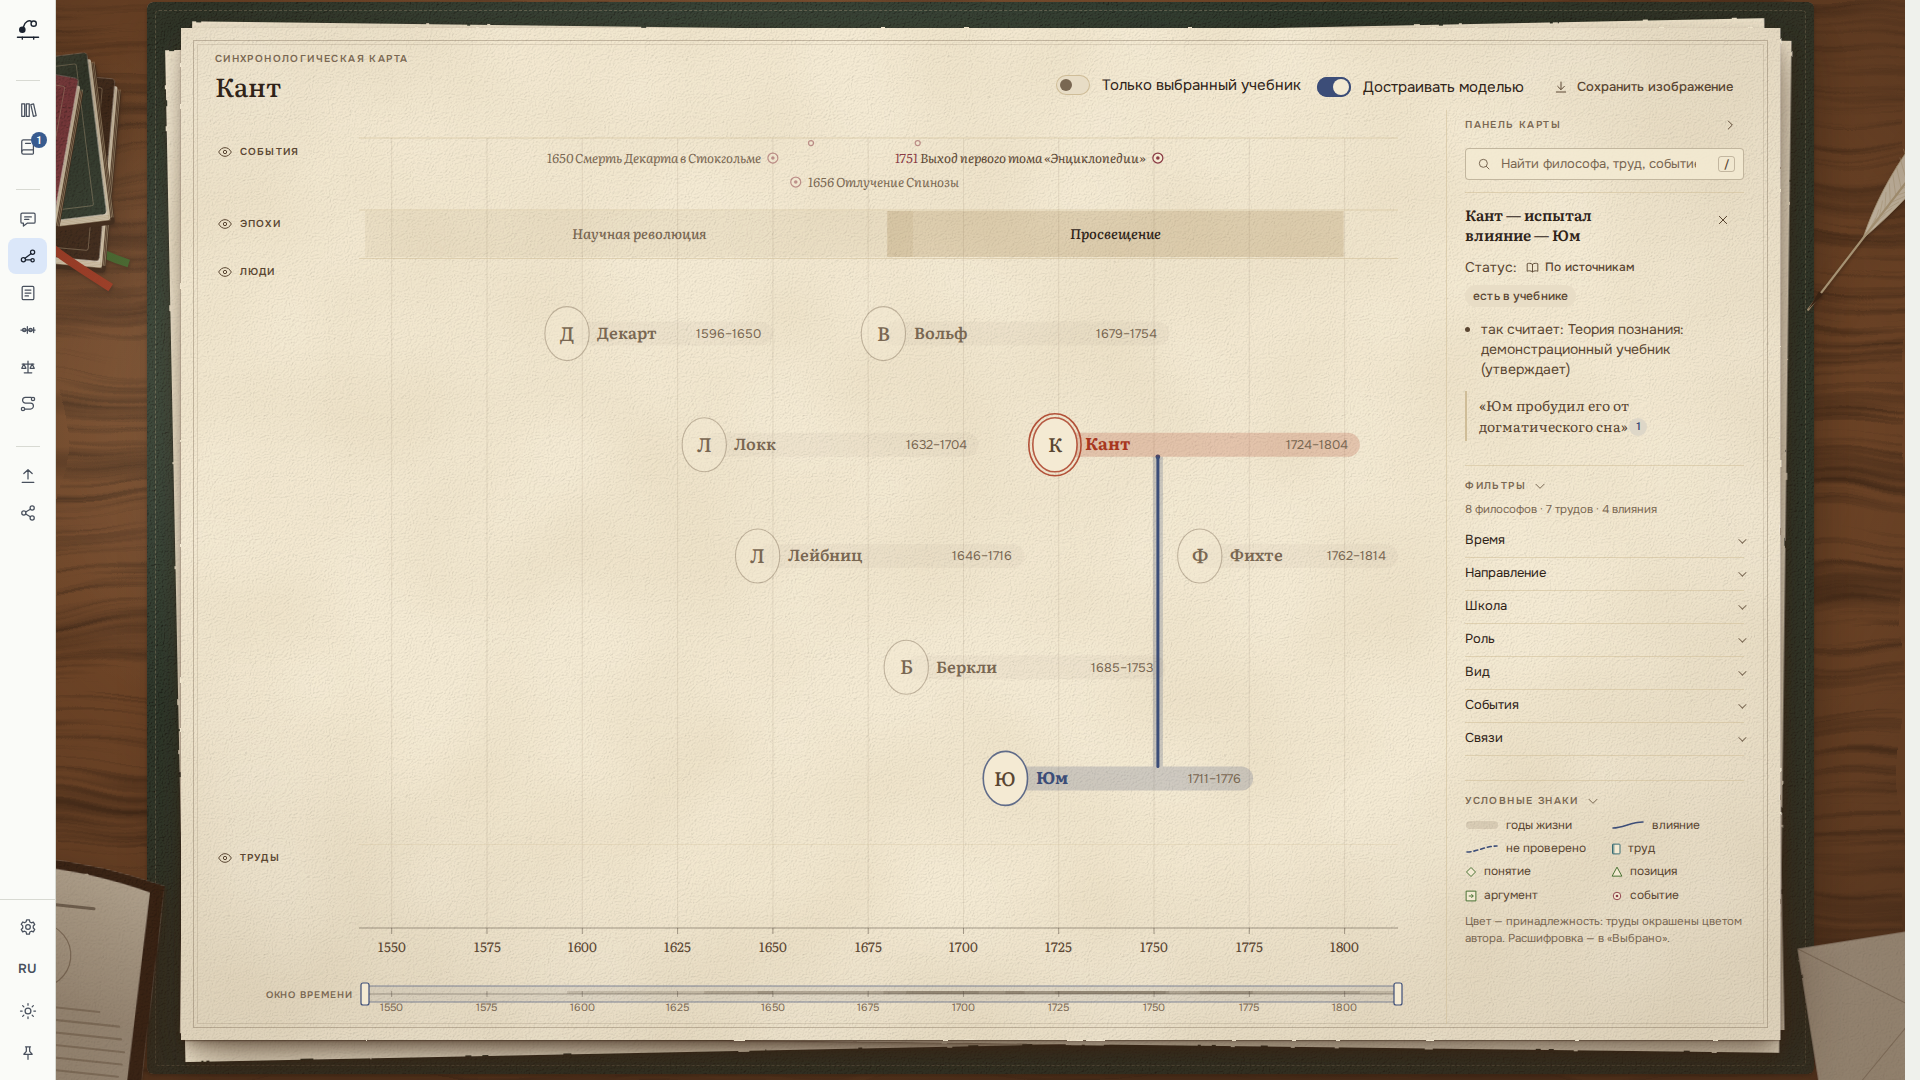 СИНХРОНОЛОГИЧЕСКАЯ КАРТА
Кант
Только выбранный учебник
Достраивать моделью
Сохранить изображение
1
RU
СОБЫТИЯ
1650 Смерть Декарта в Стокгольме
1751 Выход первого тома «Энциклопедии»
1656 Отлучение Спинозы
ЭПОХИ
Научная революция
Просвещение
ЛЮДИ
Д Декарт 1596–1650
В Вольф 1679–1754
Л Локк 1632–1704
К Кант 1724–1804
Л Лейбниц 1646–1716
Ф Фихте 1762–1814
Б Беркли 1685–1753
Ю Юм 1711–1776
ТРУДЫ
1550 1575 1600 1625 1650 1675 1700 1725 1750 1775 1800
ОКНО ВРЕМЕНИ
1550 1575 1600 1625 1650 1675 1700 1725 1750 1775 1800
ПАНЕЛЬ КАРТЫ
Найти философа, труд, событи
/
Кант — испытал
влияние — Юм
Статус: По источникам
есть в учебнике
так считает: Теория познания:
демонстрационный учебник
(утверждает)
«Юм пробудил его от
догматического сна» 1
ФИЛЬТРЫ
8 философов · 7 трудов · 4 влияния
Время
Направление
Школа
Роль
Вид
События
Связи
УСЛОВНЫЕ ЗНАКИ
годы жизни
влияние
не проверено
труд
понятие
позиция
аргумент
событие
Цвет — принадлежность: труды окрашены цветом
автора. Расшифровка — в «Выбрано».